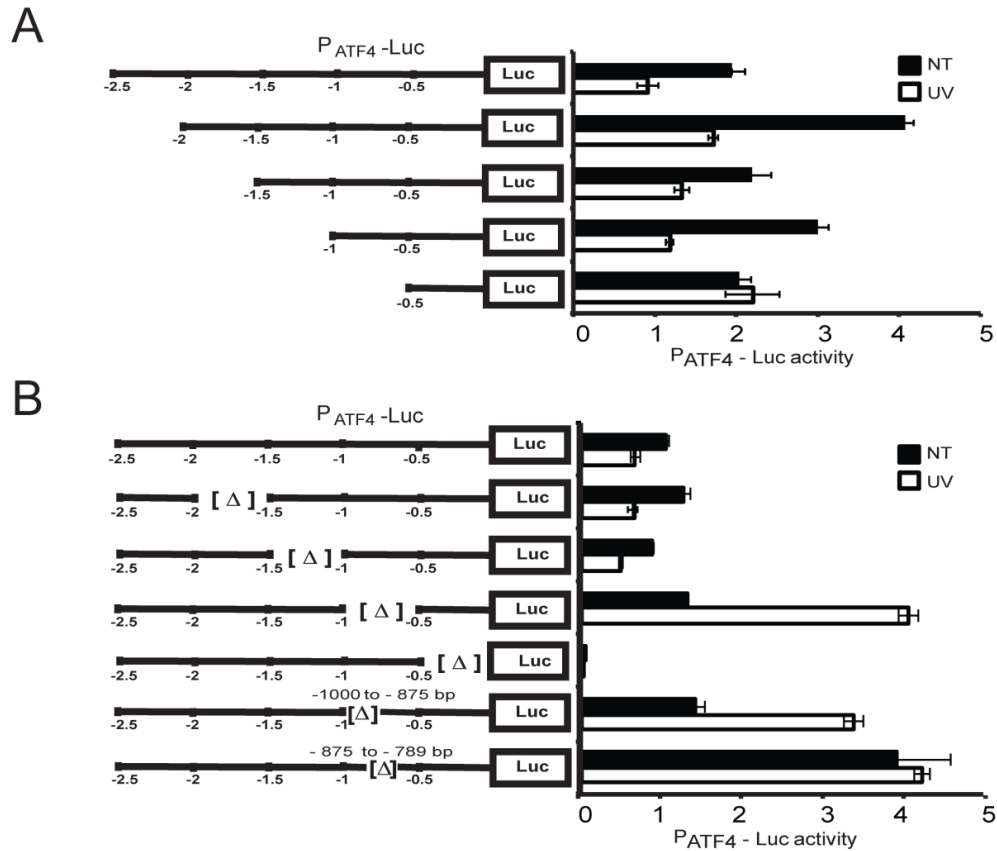 A
PATF4 -Luc
NT
UV
Luc
-2.5 -2 -1.5 -1 -0.5
Luc
-2 -1.5 -1 -0.5
Luc
-1.5 -1 -0.5
Luc
-1 -0.5
Luc
-0.5
0 1 2 3 4 5
PATF4 - Luc activity
B
PATF4 -Luc
NT
UV
Luc
-2.5 -2 -1.5 -1 -0.5
[ Δ ] Luc
-2.5 -2 -1.5 -1 -0.5
[ Δ ] Luc
-2.5 -2 -1.5 -1 -0.5
[ Δ ] Luc
-2.5 -2 -1.5 -1 -0.5
[ Δ ] Luc
-2.5 -2 -1.5 -1 -0.5
-1000 to - 875 bp
[Δ] Luc
-2.5 -2 -1.5 -1 -0.5
- 875 to - 789 bp
[Δ] Luc
-2.5 -2 -1.5 -1 -0.5
0 1 2 3 4 5
PATF4 - Luc activity